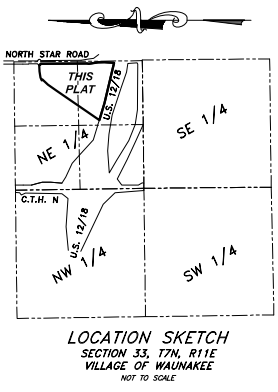 NORTH STAR ROAD
THIS
PLAT
U.S. 12/18
SE 1/4
NE 1/4
C.T.H. N
U.S. 12/18
NW 1/4
SW 1/4
LOCATION SKETCH
SECTION 33, T7N, R11E
VILLAGE OF WAUNAKEE
NOT TO SCALE